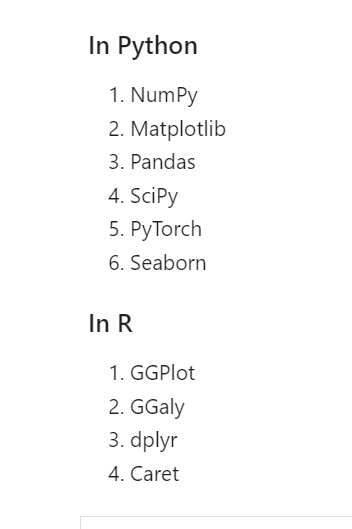 In Python
1. NumPy
2. Matplotlib
3. Pandas
4. SciPy
5. PyTorch
6. Seaborn
In R
1. GGPlot
2. GGaly
3. dplyr
4. Caret